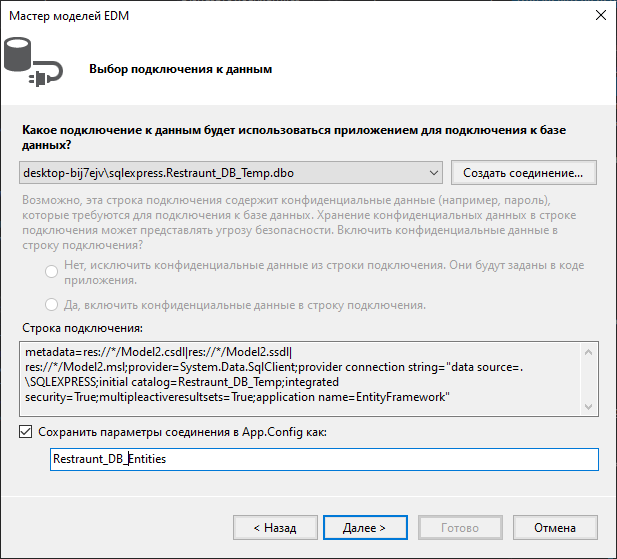 Мастер моделей EDM
Выбор подключения к данным
Какое подключение к данным будет использоваться приложением для подключения к базе
данных?
desktop-bij7ejv\sqlexpress.Restraunt_DB_Temp.dbo
Создать соединение...
Возможно, эта строка подключения содержит конфиденциальные данные (например, пароль),
которые требуются для подключения к базе данных. Хранение конфиденциальных данных в строке
подключения может представлять угрозу безопасности. Включить конфиденциальные данные в
строку подключения?
Нет, исключить конфиденциальные данные из строки подключения. Они будут заданы в коде
приложения.
Да, включить конфиденциальные данные в строку подключения.
Строка подключения:
metadata=res://*/Model2.csdl|res://*/Model2.ssdl|
res://*/Model2.msl;provider=System.Data.SqlClient;provider connection string="data source=.
\SQLEXPRESS;initial catalog=Restraunt_DB_Temp;integrated
security=True;multipleactiveresultsets=True;application name=EntityFramework"
Сохранить параметры соединения в App.Config как:
Restraunt_DB_Entities
< Назад
Далее >
Готово
Отмена